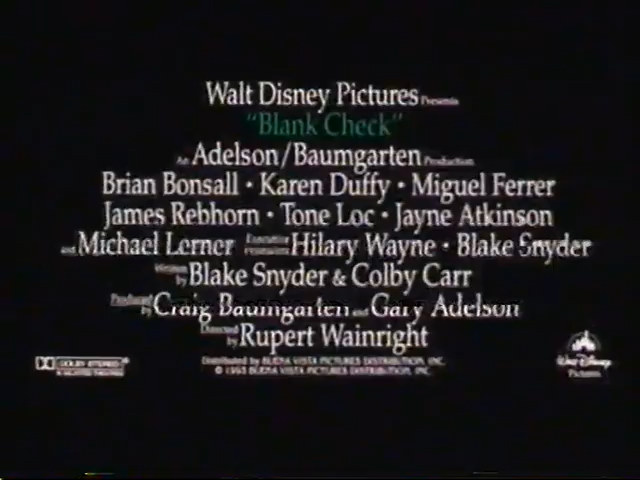 Walt Disney Pictures Presents
"Blank Check"
An Adelson/Baumgarten Production
Brian Bonsall • Karen Duffy • Miguel Ferrer
James Rebhorn • Tone Loc • Jayne Atkinson
and Michael Lerner Executive Producers Hilary Wayne • Blake Snyder
Written by Blake Snyder & Colby Carr
Produced by Craig Baumgarten and Gary Adelson
Directed by Rupert Wainright
Distributed by BUENA VISTA PICTURES DISTRIBUTION, INC.
© 1993 BUENA VISTA PICTURES DISTRIBUTION, INC.
DOLBY STEREO
Walt Disney
Pictures